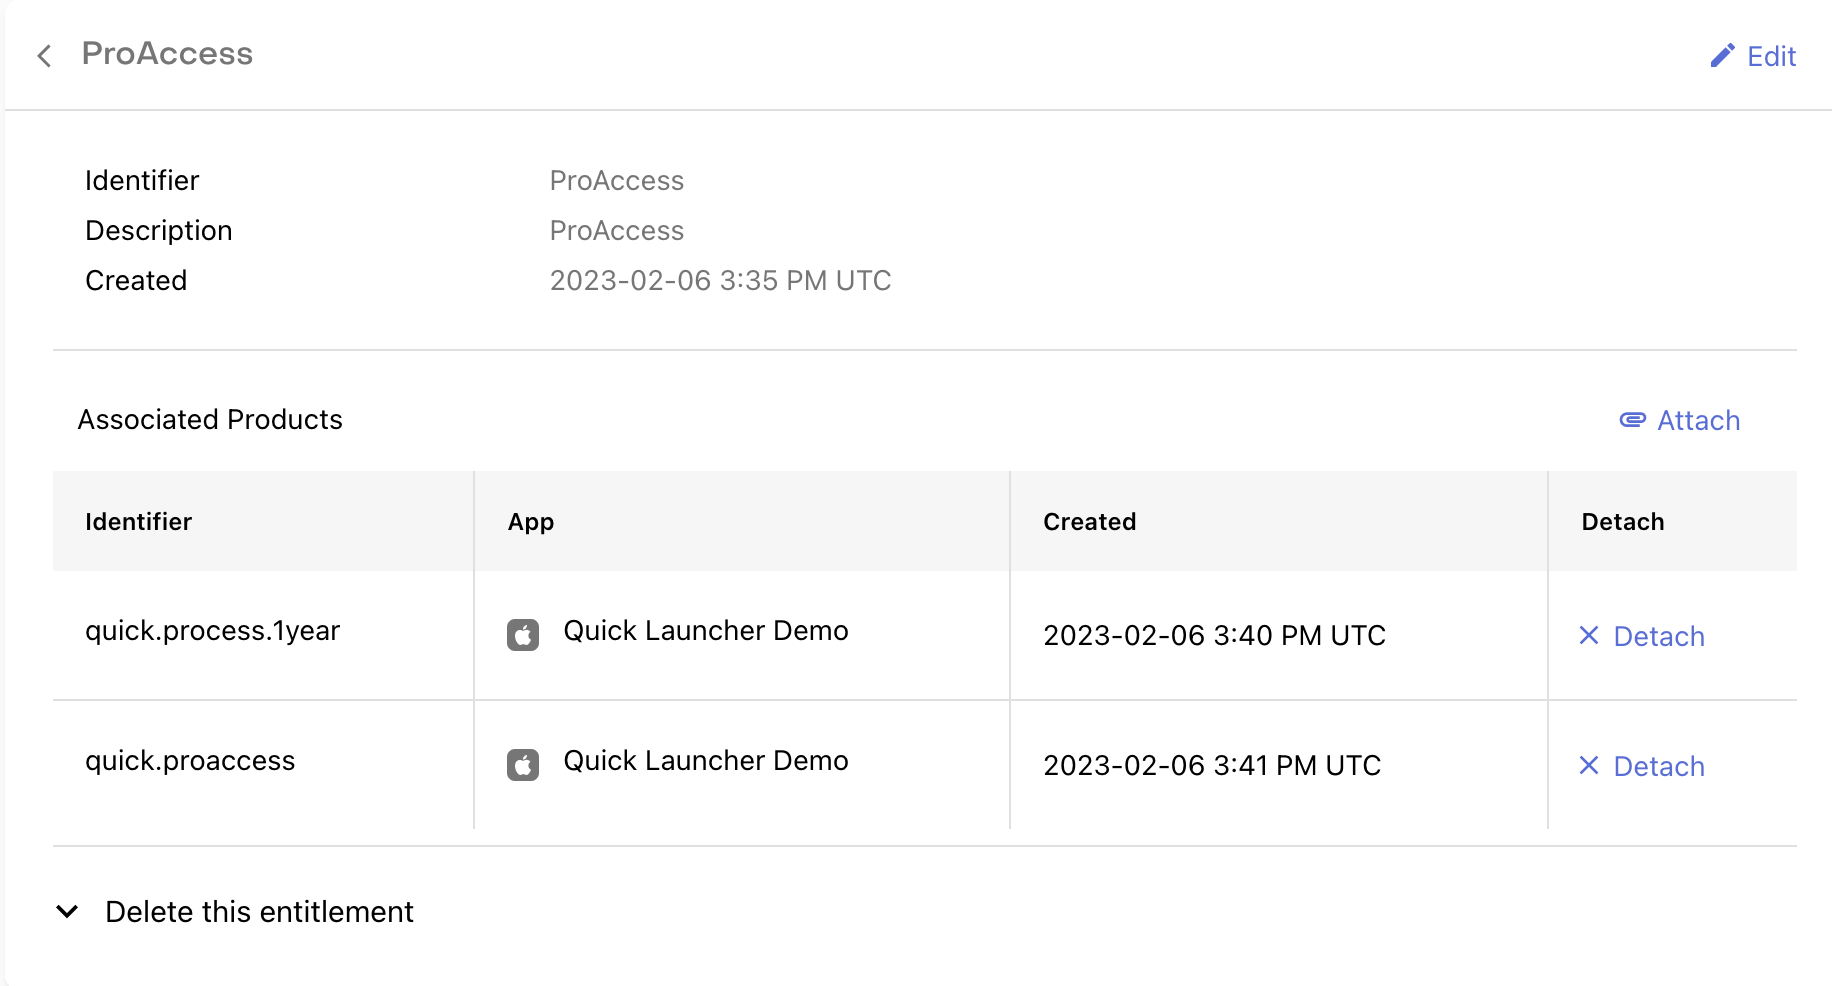 ProAccess
Edit
Identifier ProAccess
Description ProAccess
Created 2023-02-06 3:35 PM UTC
Associated Products
Attach
Identifier App Created Detach
quick.process.1year Quick Launcher Demo 2023-02-06 3:40 PM UTC Detach
quick.proaccess Quick Launcher Demo 2023-02-06 3:41 PM UTC Detach
Delete this entitlement